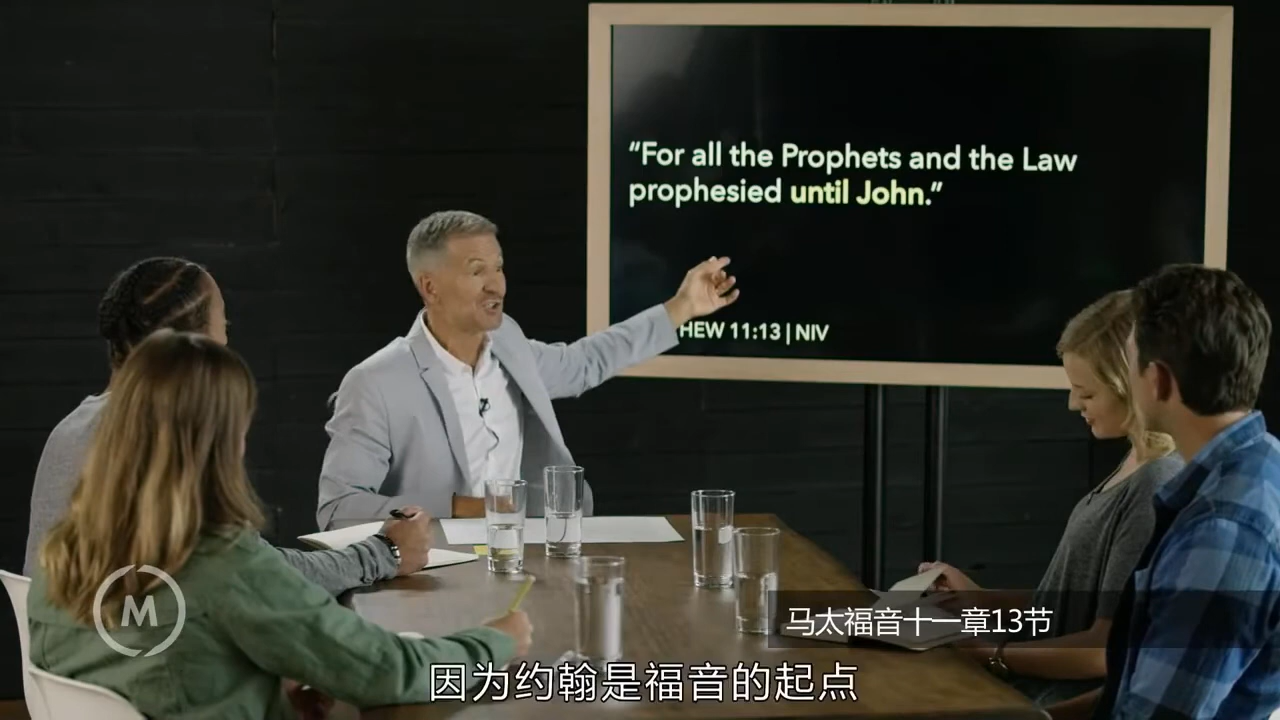 “For all the Prophets and the Law
prophesied until John.”
HEW 11:13 | NIV
M
马太福音十一章13节
因为约翰是福音的起点